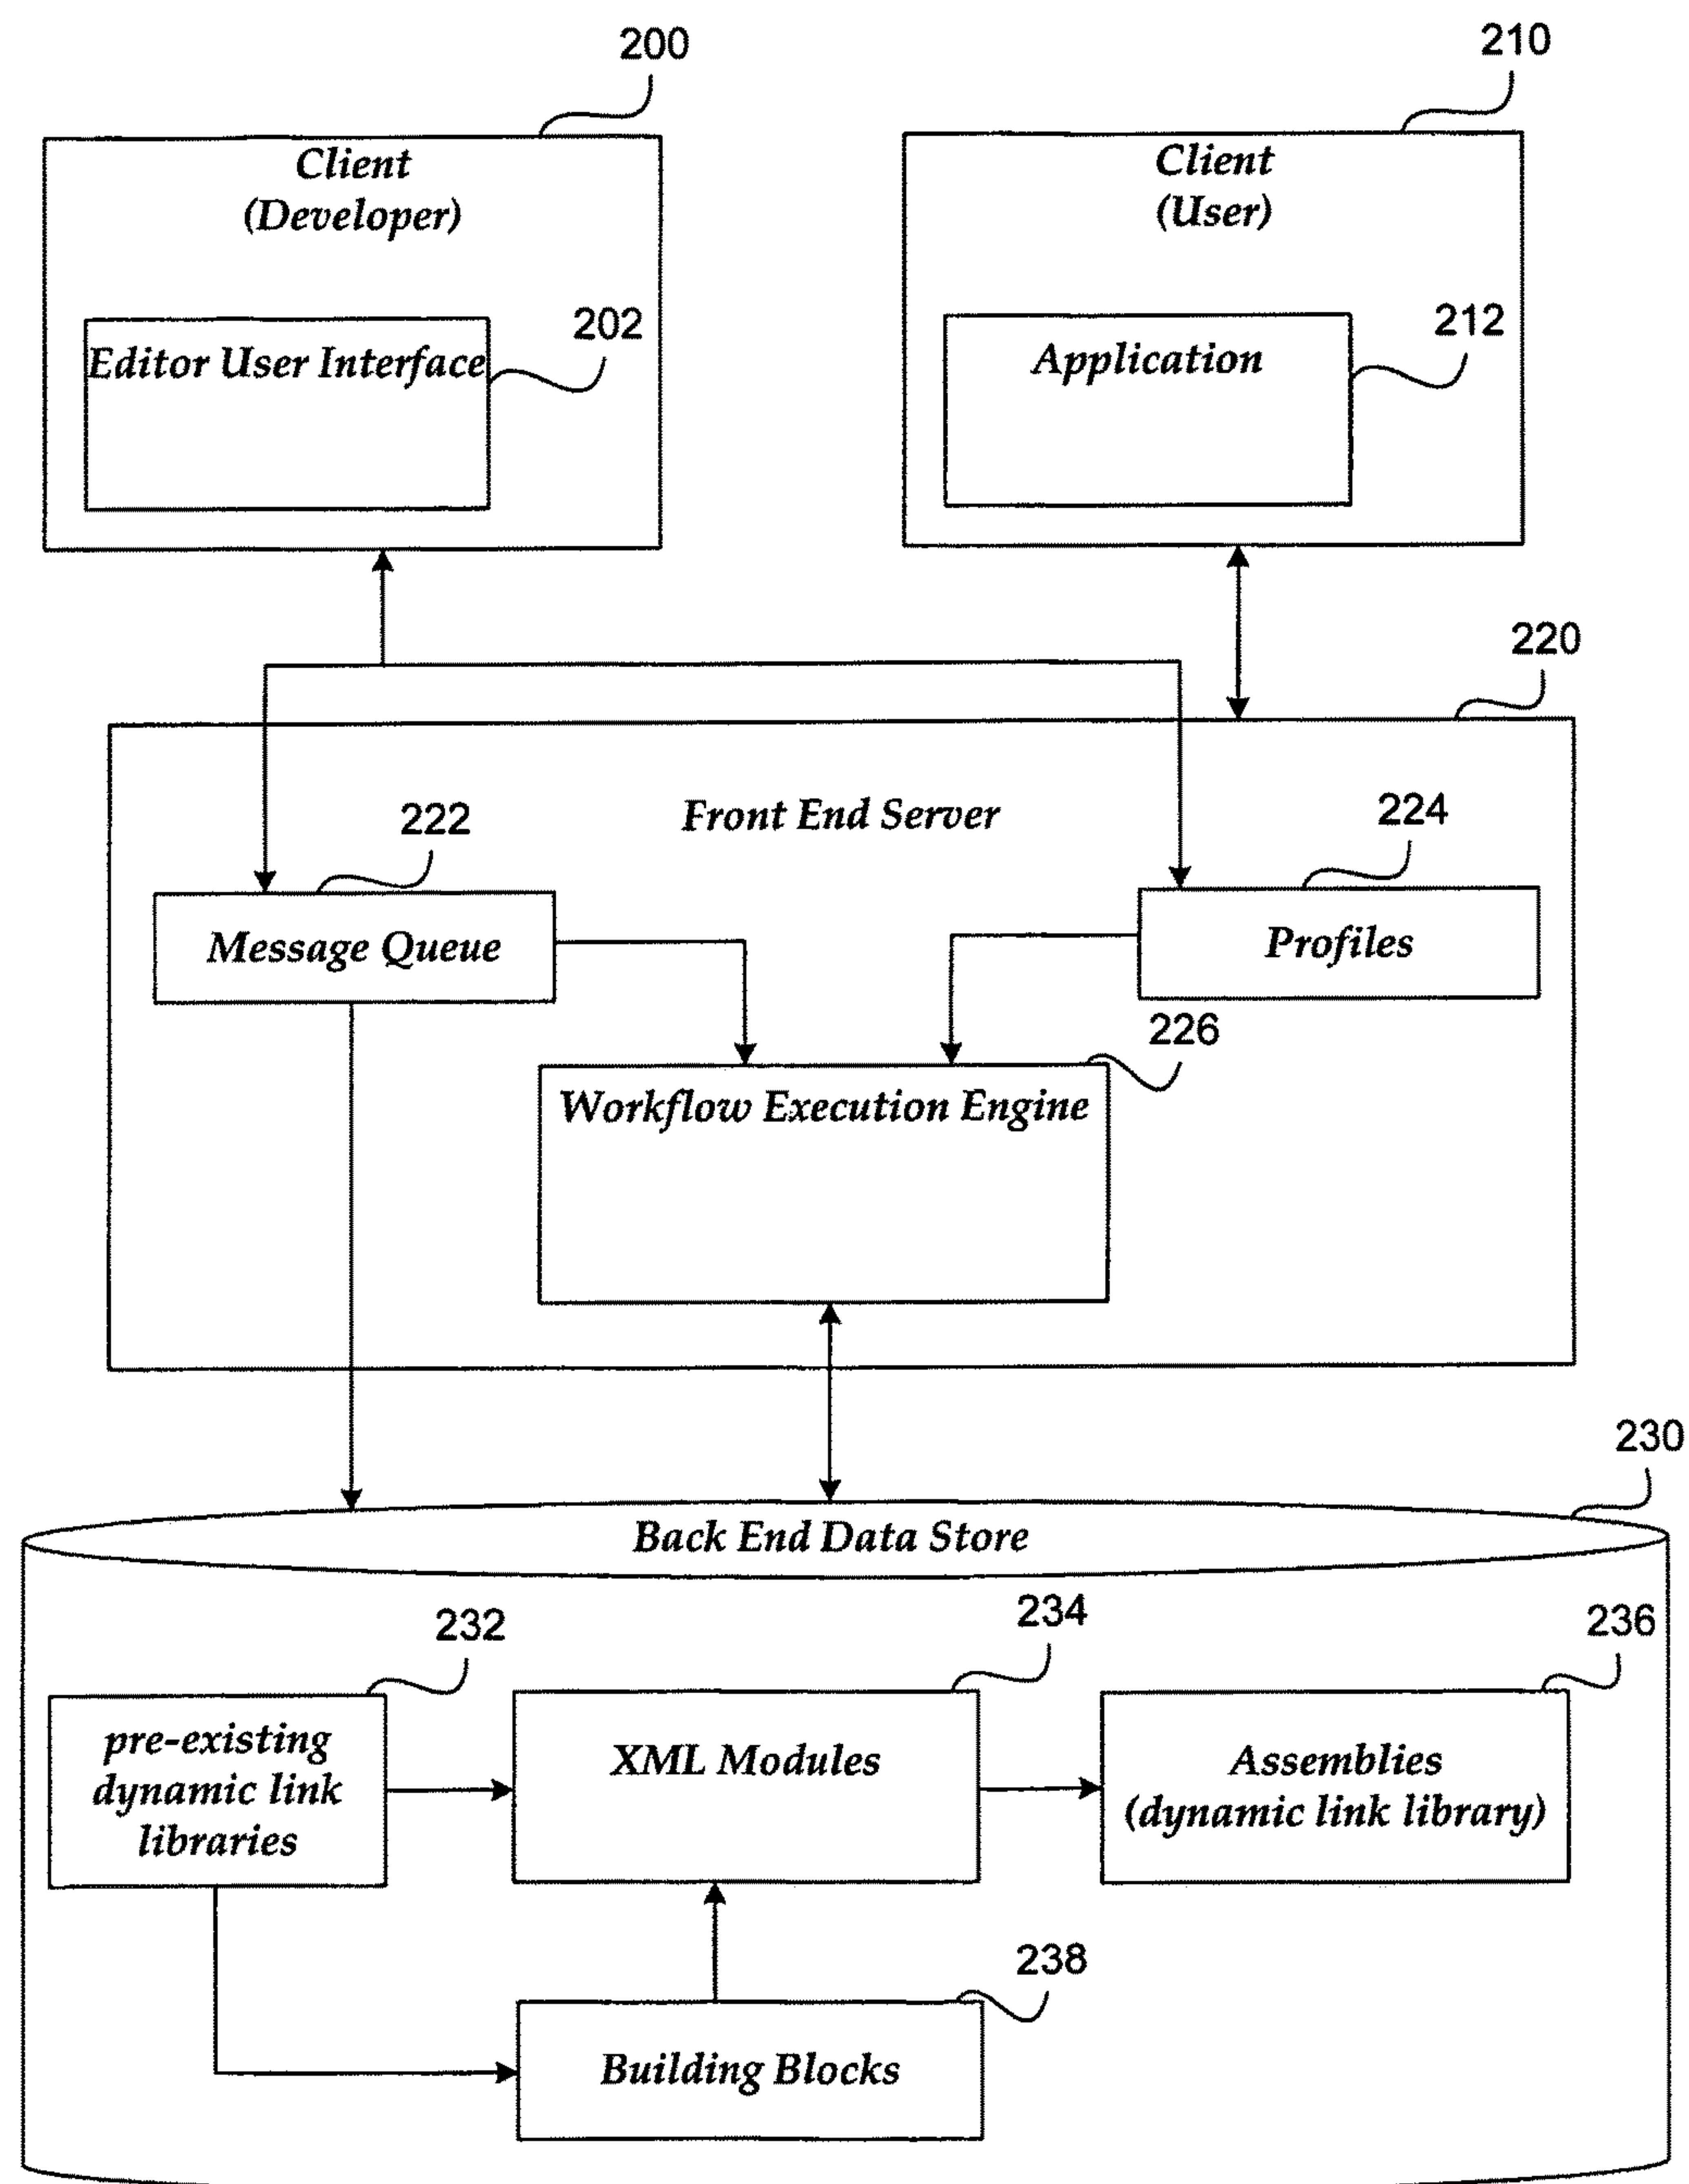 200
210
Client
(Developer)
Client
(User)
202
Editor User Interface
212
Application
220
Front End Server
222
224
Message Queue
Profiles
226
Workflow Execution Engine
230
Back End Data Store
232
234
236
pre-existing
dynamic link
libraries
XML Modules
Assemblies
(dynamic link library)
238
Building Blocks